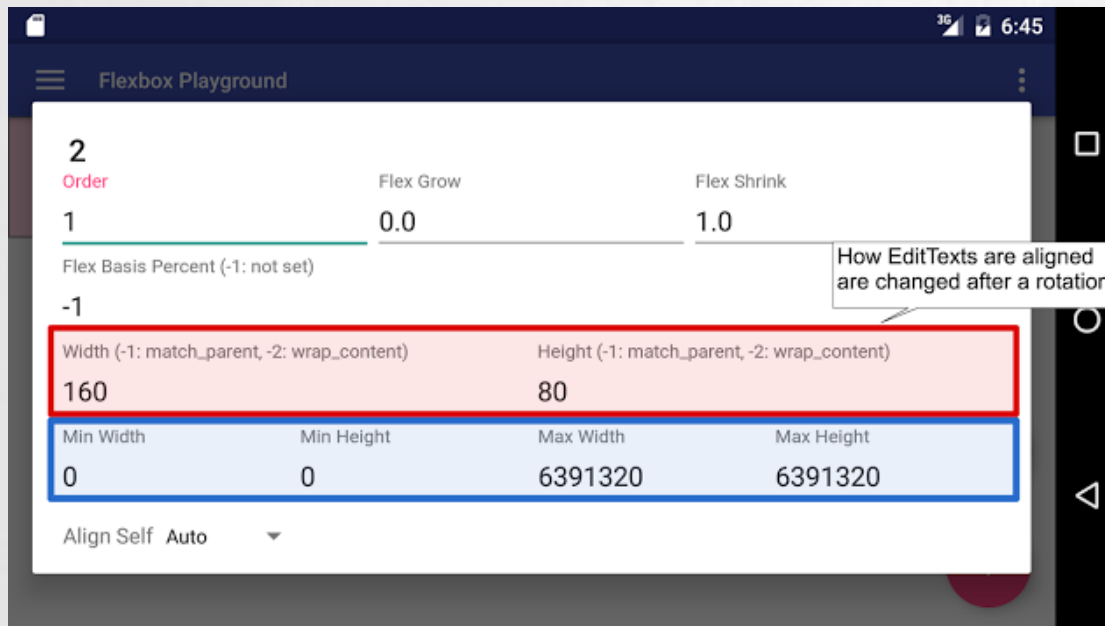 3G 6:45
Flexbox Playground
2
Order Flex Grow Flex Shrink
1 0.0 1.0
Flex Basis Percent (-1: not set)
-1
How EditTexts are aligned
are changed after a rotation
Width (-1: match_parent, -2: wrap_content) Height (-1: match_parent, -2: wrap_content)
160 80
Min Width Min Height Max Width Max Height
0 0 6391320 6391320
Align Self Auto